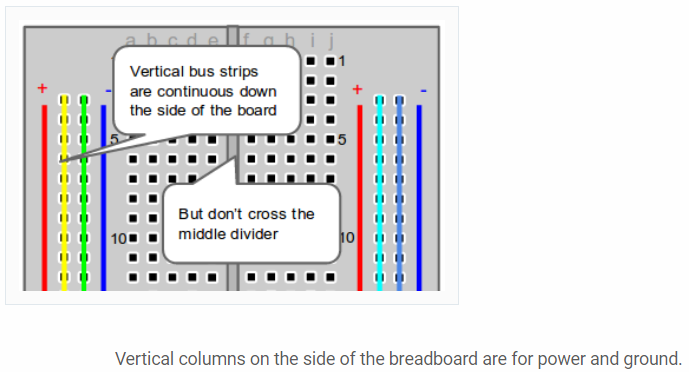 a b c d e f g h i j
1
Vertical bus strips
are continuous down
the side of the board
+ - + -
5 5
But don't cross the
middle divider
10 10
Vertical columns on the side of the breadboard are for power and ground.